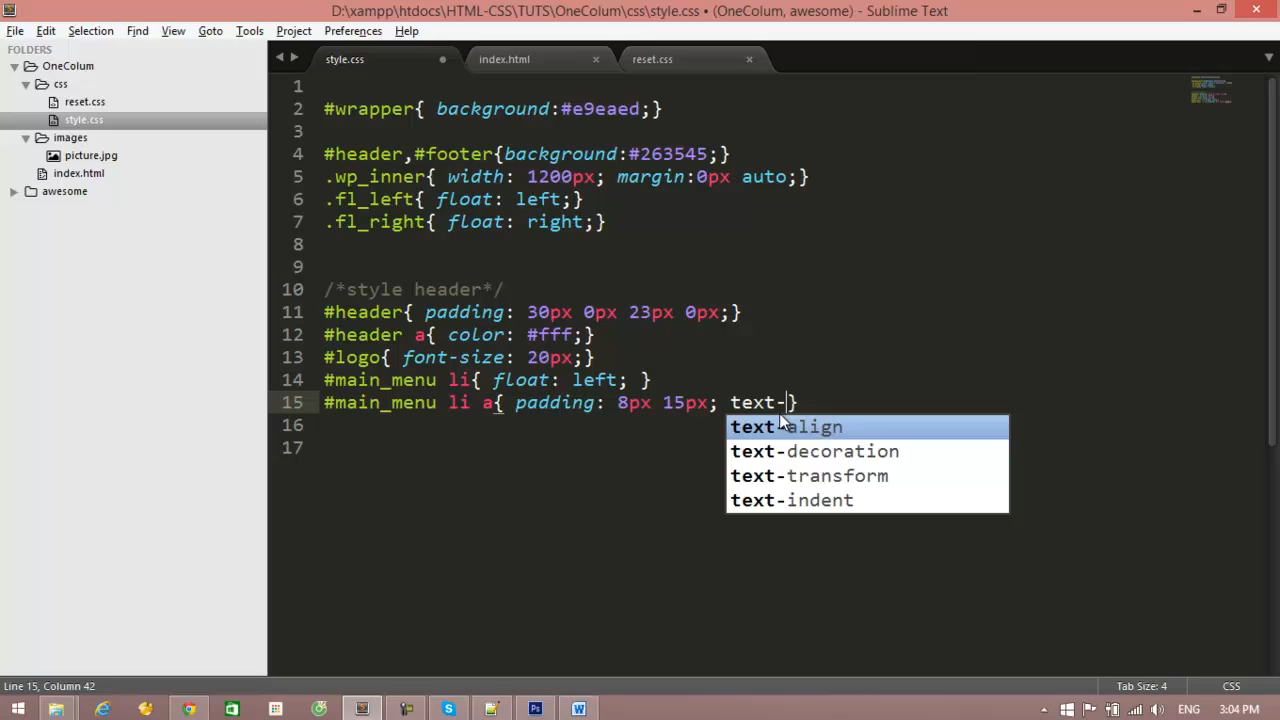 D:\xampp\htdocs\HTML-CSS\TUTS\OneColum\css\style.css • (OneColum, awesome) - Sublime Text
File Edit Selection Find View Goto Tools Project Preferences Help
FOLDERS
OneColum
css
reset.css
style.css
images
picture.jpg
index.html
awesome
style.css index.html reset.css
1
2 #wrapper{ background:#e9eaed;}
3
4 #header,#footer{background:#263545;}
5 .wp_inner{ width: 1200px; margin:0px auto;}
6 .fl_left{ float: left;}
7 .fl_right{ float: right;}
8
9
10 /*style header*/
11 #header{ padding: 30px 0px 23px 0px;}
12 #header a{ color: #fff;}
13 #logo{ font-size: 20px;}
14 #main_menu li{ float: left; }
15 #main_menu li a{ padding: 8px 15px; text-}
16
17
text-align
text-decoration
text-transform
text-indent
Line 15, Column 42 Tab Size: 4 CSS
ENG 3:04 PM